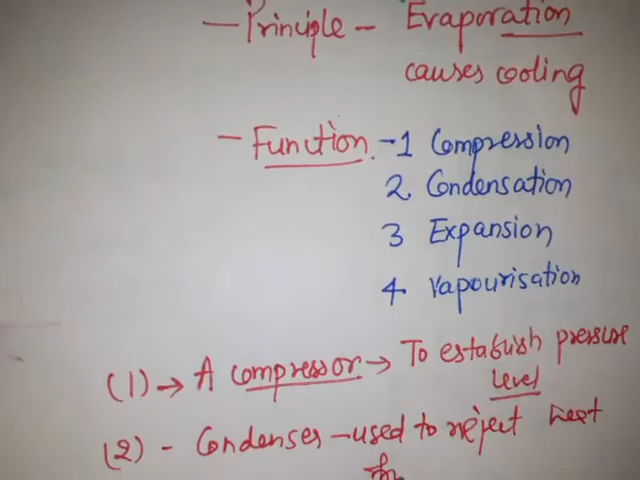 — Principle – Evaporation
causes cooling
— Function – 1 Compression
2 Condensation
3 Expansion
4 Vapourisation
(1) → A compressor → To establish pressure
level
(2) – Condenses – used to reject heat